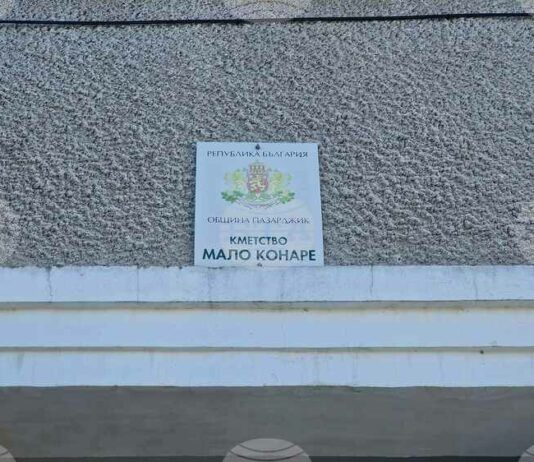 РЕПУБЛИКА БЪЛГАРИЯ
ОБЩИНА ПАЗАРДЖИК
КМЕТСТВО
МАЛО КОНАРЕ